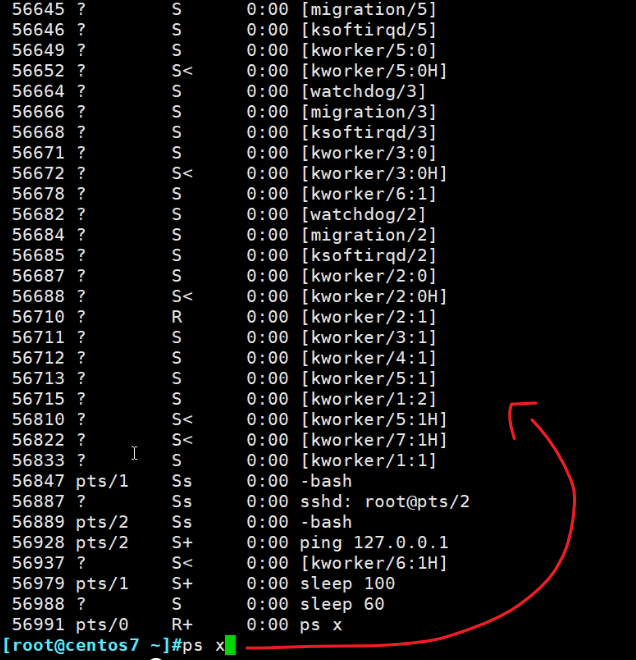 56645 ? S 0:00 [migration/5]
56646 ? S 0:00 [ksoftirqd/5]
56649 ? S 0:00 [kworker/5:0]
56652 ? S< 0:00 [kworker/5:0H]
56664 ? S 0:00 [watchdog/3]
56666 ? S 0:00 [migration/3]
56668 ? S 0:00 [ksoftirqd/3]
56671 ? S 0:00 [kworker/3:0]
56672 ? S< 0:00 [kworker/3:0H]
56678 ? S 0:00 [kworker/6:1]
56682 ? S 0:00 [watchdog/2]
56684 ? S 0:00 [migration/2]
56685 ? S 0:00 [ksoftirqd/2]
56687 ? S 0:00 [kworker/2:0]
56688 ? S< 0:00 [kworker/2:0H]
56710 ? R 0:00 [kworker/2:1]
56711 ? S 0:00 [kworker/3:1]
56712 ? S 0:00 [kworker/4:1]
56713 ? S 0:00 [kworker/5:1]
56715 ? S 0:00 [kworker/1:2]
56810 ? S< 0:00 [kworker/5:1H]
56822 ? S< 0:00 [kworker/7:1H]
56833 ? S 0:00 [kworker/1:1]
56847 pts/1 Ss 0:00 -bash
56887 ? Ss 0:00 sshd: root@pts/2
56889 pts/2 Ss 0:00 -bash
56928 pts/2 S+ 0:00 ping 127.0.0.1
56937 ? S< 0:00 [kworker/6:1H]
56979 pts/1 S+ 0:00 sleep 100
56988 ? S 0:00 sleep 60
56991 pts/0 R+ 0:00 ps x
[root@centos7 ~]#ps x